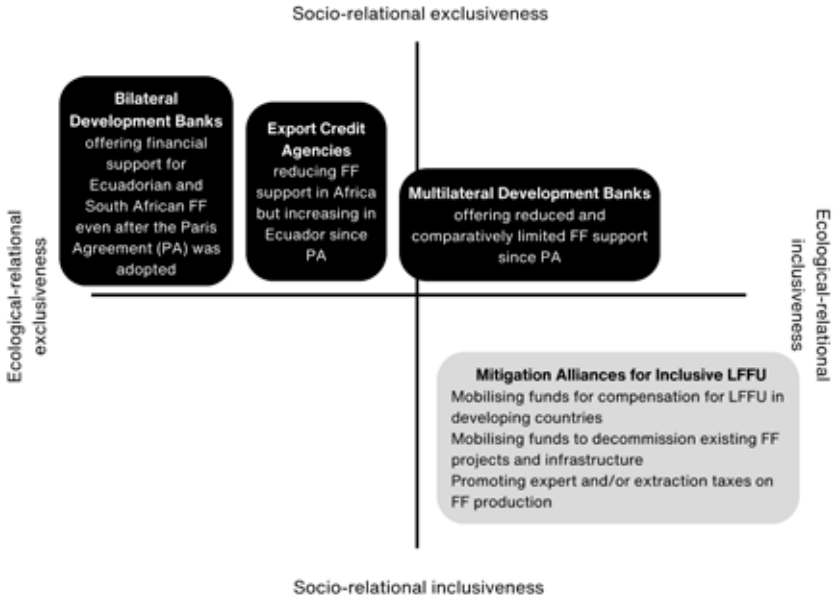 Socio-relational exclusiveness
Bilateral
Development Banks
offering financial
support for
Ecuadorian and
South African FF
even after the Paris
Agreement (PA) was
adopted
Export Credit
Agencies
reducing FF
support in Africa
but increasing in
Ecuador since
PA
Multilateral Development Banks
offering reduced and
comparatively limited FF support
since PA
Ecological-relational
exclusiveness
Ecological-relational
inclusiveness
Mitigation Alliances for Inclusive LFFU
Mobilising funds for compensation for LFFU in
developing countries
Mobilising funds to decommission existing FF
projects and infrastructure
Promoting expert and/or extraction taxes on
FF production
Socio-relational inclusiveness